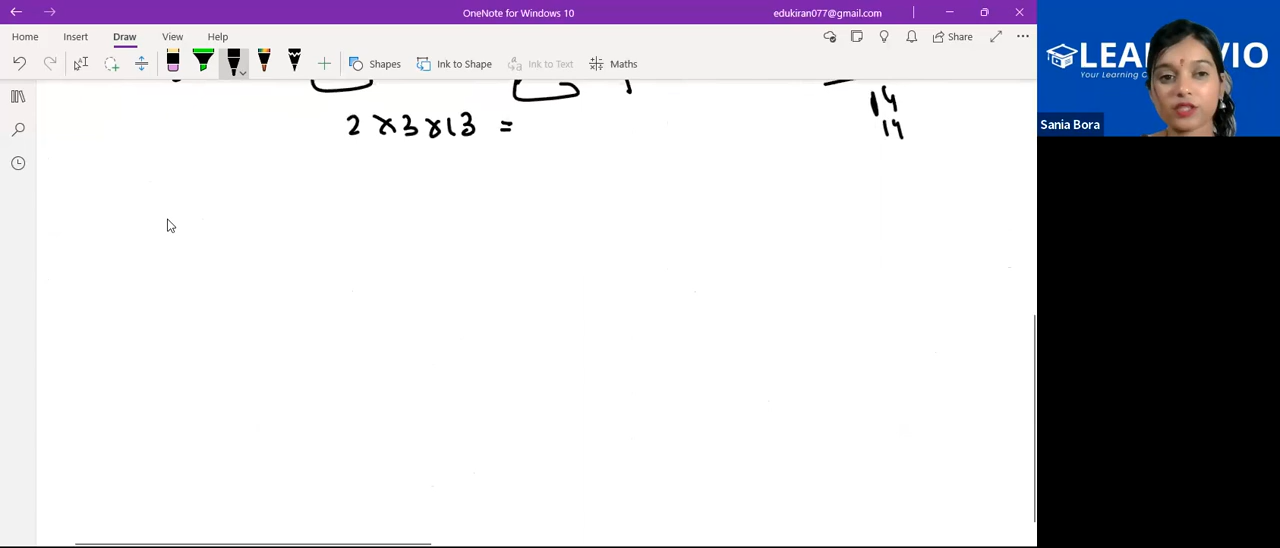 OneNote for Windows 10
edukiran077@gmail.com
Home Insert Draw View Help
Share
Shapes Ink to Shape Ink to Text Maths
14
2 × 3 × 13 =
14
Your Learning
Sania Bora